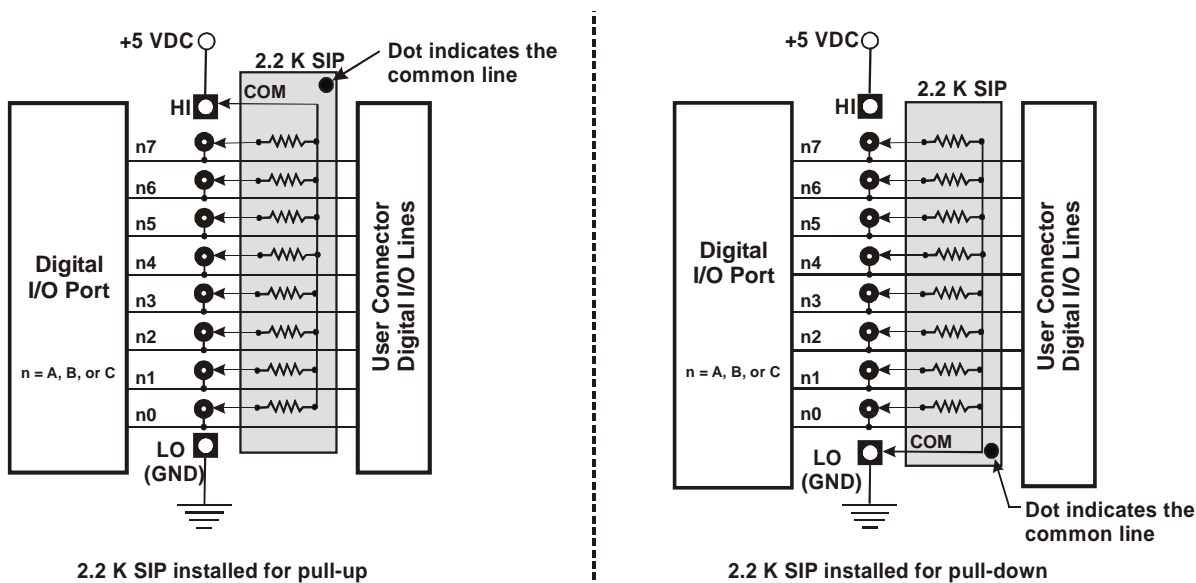 +5 VDC
2.2 K SIP
Dot indicates the
common line
COM
HI
n7
n6
n5
n4
n3
n2
n1
n0
Digital
I/O Port
n = A, B, or C
User Connector
Digital I/O Lines
LO
(GND)
2.2 K SIP installed for pull-up
+5 VDC
2.2 K SIP
HI
n7
n6
n5
n4
n3
n2
n1
n0
Digital
I/O Port
n = A, B, or C
User Connector
Digital I/O Lines
COM
LO
(GND)
Dot indicates the
common line
2.2 K SIP installed for pull-down